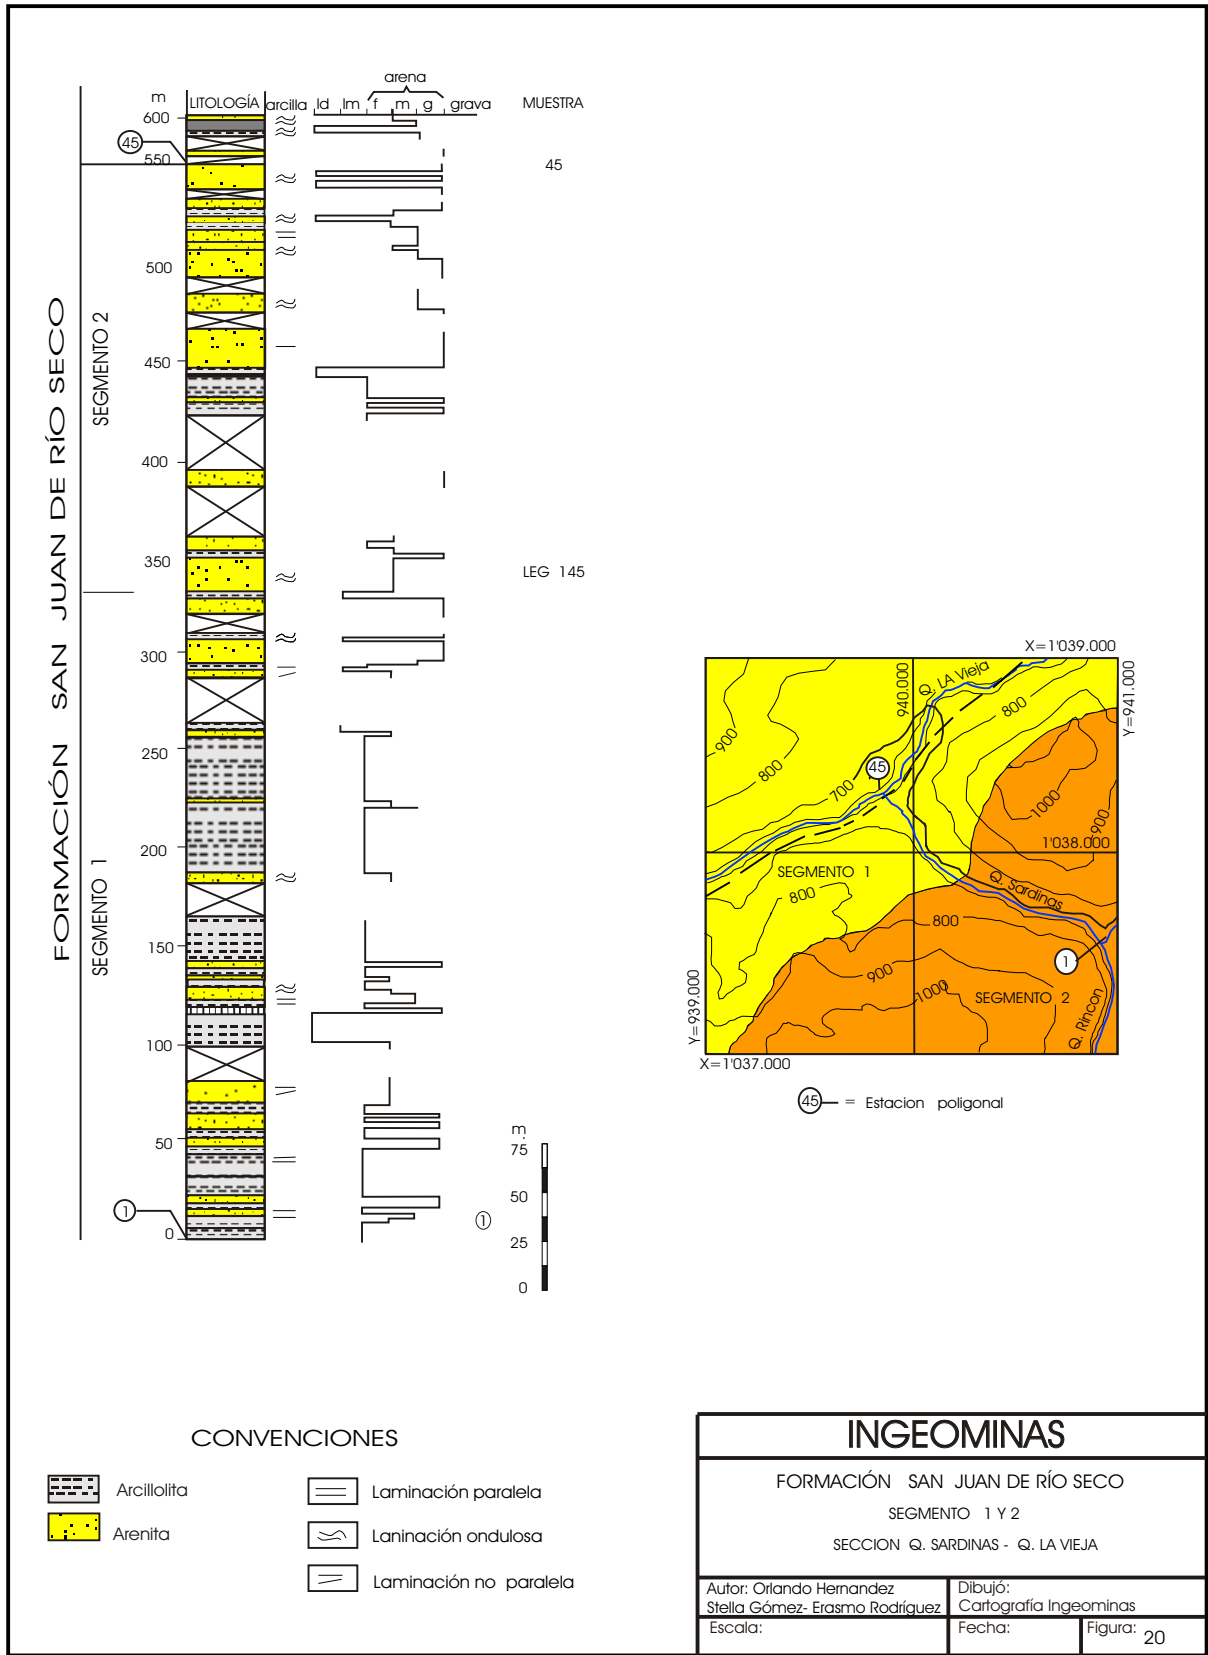 arena
m
LITOLOGÍA
arcilla
ld
lm
f
m
g
grava
MUESTRA
600
45
550
45
500
450
400
350
LEG 145
300
250
200
150
100
50
1
0
FORMACIÓN SAN JUAN DE RÍO SECO
SEGMENTO 2
SEGMENTO 1
m.
75
50
25
0
1
X=1'039.000
940.000
Q. LA Vieja
Y=941.000
800
900
800
45
700
1000
900
1'038.000
SEGMENTO 1
800
Q. Sardinas
800
1
900
1000
SEGMENTO 2
Q. Rincon
Y=939.000
X=1'037.000
45 = Estacion poligonal
CONVENCIONES
Arcillolita
Arenita
Laminación paralela
Laninación ondulosa
Laminación no paralela
INGEOMINAS
FORMACIÓN SAN JUAN DE RÍO SECO
SEGMENTO 1 Y 2
SECCION Q. SARDINAS - Q. LA VIEJA
Autor: Orlando Hernandez
Stella Gómez- Erasmo Rodríguez
Dibujó:
Cartografía Ingeominas
Escala:
Fecha:
Figura: 20